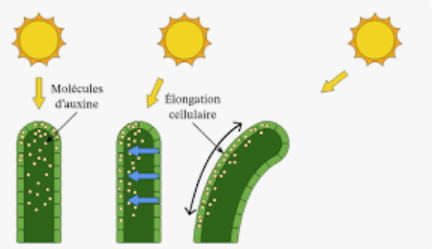 Molécules
d'auxine
Élongation
cellulaire